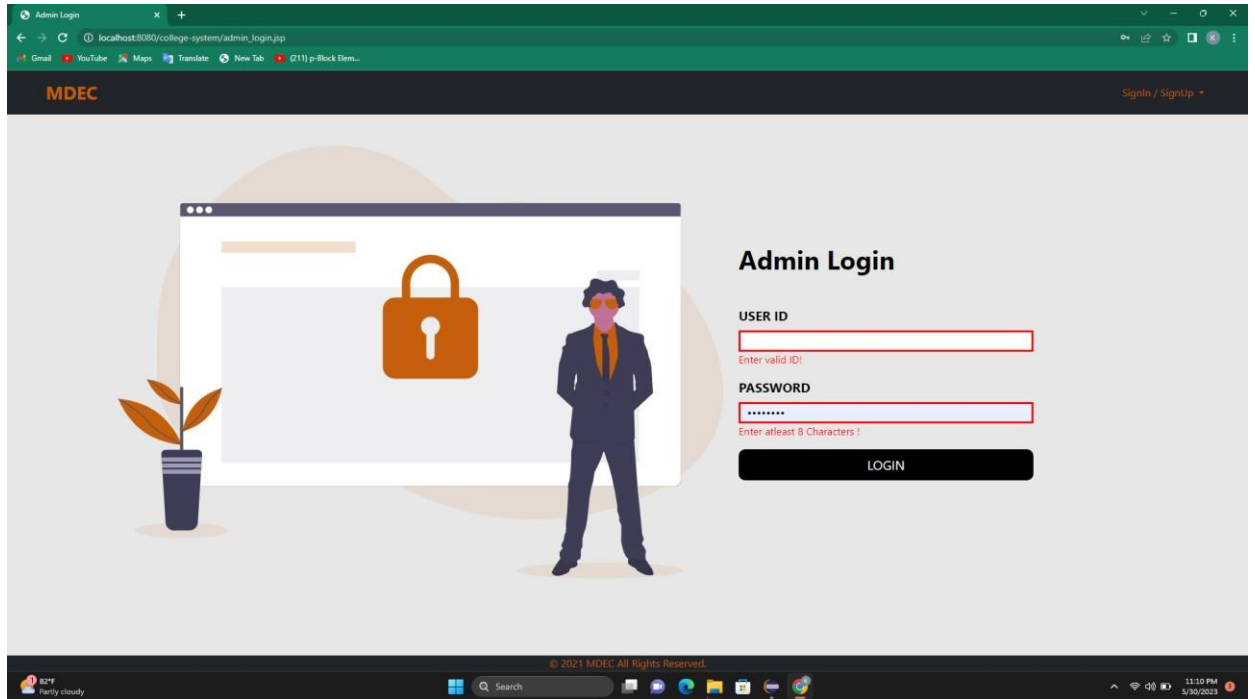 Admin Login
localhost:8080/college-system/admin_login.jsp
Gmail YouTube Maps Translate New Tab (211) p-Block Elem...
MDEC SignIn / SignUp
Admin Login
USER ID
Enter valid ID!
PASSWORD
Enter atleast 8 Characters !
LOGIN
© 2021 MDEC All Rights Reserved.
1 82°F
Partly cloudy
Search
11:10 PM
5/30/2023